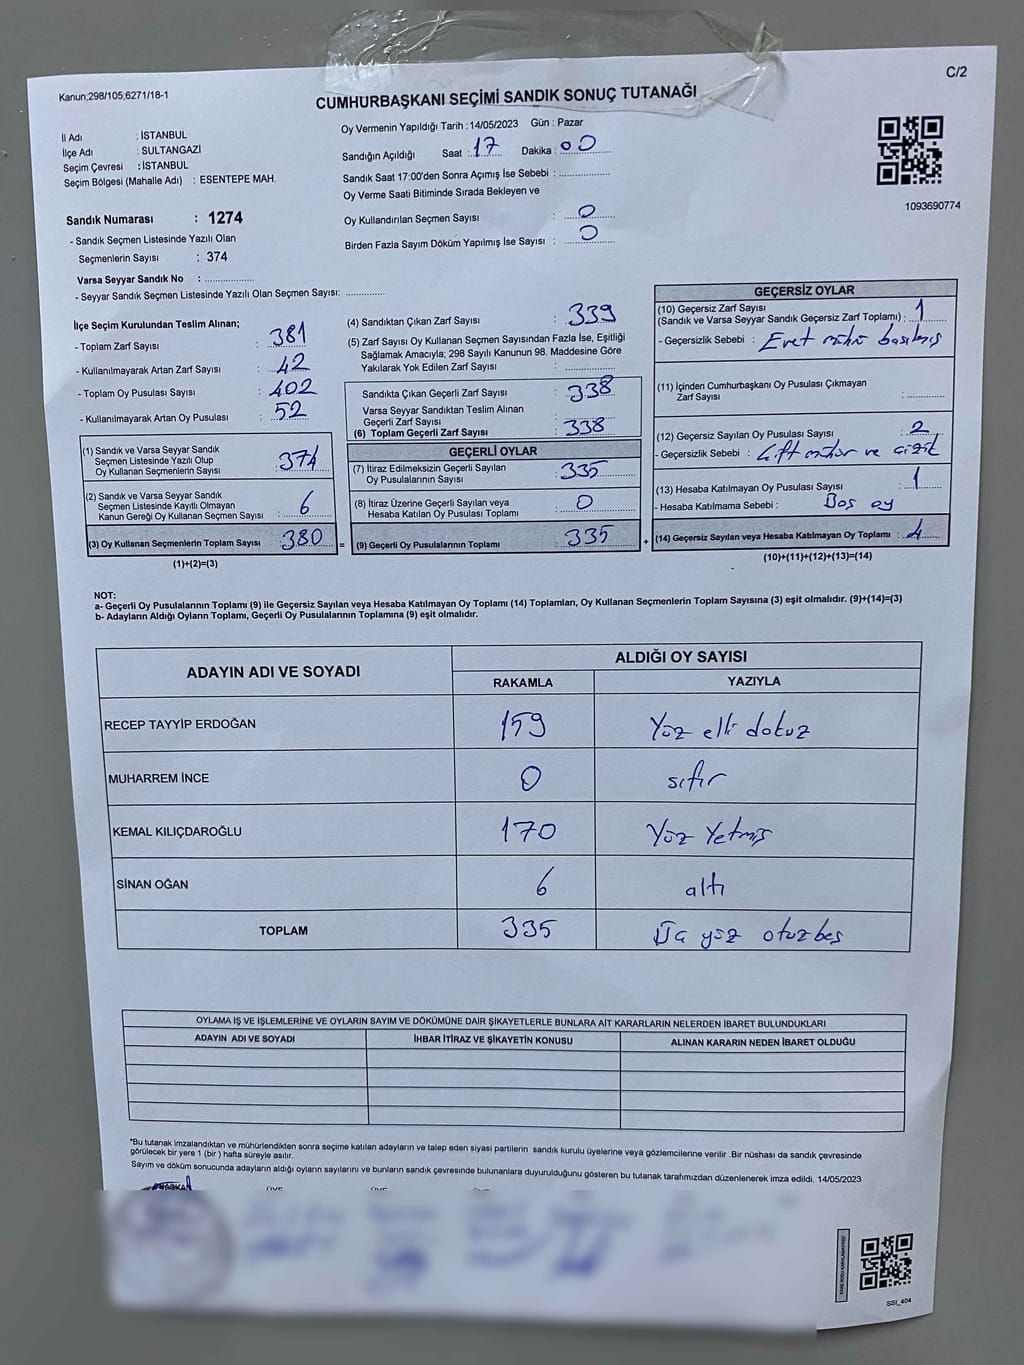 Kanun;298/105;6271/18-1
C/2
CUMHURBAŞKANI SEÇİMİ SANDIK SONUÇ TUTANAĞI
İl Adı : İSTANBUL
İlçe Adı : SULTANGAZİ
Seçim Çevresi : İSTANBUL
Seçim Bölgesi (Mahalle Adı) : ESENTEPE MAH.
Oy Vermenin Yapıldığı Tarih : 14/05/2023 Gün : Pazar
Sandığın Açıldığı Saat : 17 Dakika : 00
Sandık Saat 17:00'den Sonra Açımış İse Sebebi :
Oy Verme Saati Bitiminde Sırada Bekleyen ve
Oy Kullandırılan Seçmen Sayısı : 0
Birden Fazla Sayım Döküm Yapılmış İse Sayısı : 0
1093690774
Sandık Numarası : 1274
- Sandık Seçmen Listesinde Yazılı Olan
Seçmenlerin Sayısı : 374
Varsa Seyyar Sandık No :
- Seyyar Sandık Seçmen Listesinde Yazılı Olan Seçmen Sayısı:
İlçe Seçim Kurulundan Teslim Alınan;
- Toplam Zarf Sayısı : 381
- Kullanılmayarak Artan Zarf Sayısı : 42
- Toplam Oy Pusulası Sayısı : 402
- Kullanılmayarak Artan Oy Pusulası : 52
(1) Sandık ve Varsa Seyyar Sandık
Seçmen Listesinde Yazılı Olup
Oy Kullanan Seçmenlerin Sayısı : 374
(2) Sandık ve Varsa Seyyar Sandık
Seçmen Listesinde Kayıtlı Olmayan
Kanun Gereği Oy Kullanan Seçmen Sayısı : 6
(3) Oy Kullanan Seçmenlerin Toplam Sayısı : 380
(1)+(2)=(3)
(4) Sandıktan Çıkan Zarf Sayısı : 339
(5) Zarf Sayısı Oy Kullanan Seçmen Sayısından Fazla İse, Eşitliği
Sağlamak Amacıyla; 298 Sayılı Kanunun 98. Maddesine Göre
Yakılarak Yok Edilen Zarf Sayısı :
Sandıkta Çıkan Geçerli Zarf Sayısı : 338
Varsa Seyyar Sandıktan Teslim Alınan
Geçerli Zarf Sayısı :
(6) Toplam Geçerli Zarf Sayısı : 338
GEÇERLİ OYLAR
(7) İtiraz Edilmeksizin Geçerli Sayılan
Oy Pusulalarının Sayısı : 335
(8) İtiraz Üzerine Geçerli Sayılan veya
Hesaba Katılan Oy Pusulası Toplamı : 0
= (9) Geçerli Oy Pusulalarının Toplamı : 335
GEÇERSİZ OYLAR
(10) Geçersiz Zarf Sayısı
(Sandık ve Varsa Seyyar Sandık Geçersiz Zarf Toplamı) : 1
- Geçersizlik Sebebi : Evet mührü basılmış
(11) İçinden Cumhurbaşkanı Oy Pusulası Çıkmayan
Zarf Sayısı :
(12) Geçersiz Sayılan Oy Pusulası Sayısı : 2
- Geçersizlik Sebebi : Çift mühür ve çizik
(13) Hesaba Katılmayan Oy Pusulası Sayısı : 1
- Hesaba Katılmama Sebebi : Boş oy
+ (14) Geçersiz Sayılan veya Hesaba Katılmayan Oy Toplamı : 4
(10)+(11)+(12)+(13)=(14)
NOT:
a- Geçerli Oy Pusulalarının Toplamı (9) ile Geçersiz Sayılan veya Hesaba Katılmayan Oy Toplamı (14) Toplamları, Oy Kullanan Seçmenlerin Toplam Sayısına (3) eşit olmalıdır. (9)+(14)=(3)
b- Adayların Aldığı Oyların Toplamı, Geçerli Oy Pusulalarının Toplamına (9) eşit olmalıdır.
ADAYIN ADI VE SOYADI
ALDIĞI OY SAYISI
RAKAMLA YAZIYLA
RECEP TAYYİP ERDOĞAN 159 Yüz elli dokuz
MUHARREM İNCE 0 sıfır
KEMAL KILIÇDAROĞLU 170 Yüz Yetmiş
SİNAN OĞAN 6 altı
TOPLAM 335 Üç yüz otuzbeş
OYLAMA İŞ VE İŞLEMLERİNE VE OYLARIN SAYIM VE DÖKÜMÜNE DAİR ŞİKAYETLERLE BUNLARA AİT KARARLARIN NELERDEN İBARET BULUNDUKLARI
ADAYIN ADI VE SOYADI İHBAR İTİRAZ VE ŞİKAYETİN KONUSU ALINAN KARARIN NEDEN İBARET OLDUĞU
*Bu tutanak imzalandıktan ve mühürlendikten sonra seçime katılan adayların ve talep eden siyasi partilerin sandık kurulu üyelerine veya gözlemcilerine verilir .Bir nüshası da sandık çevresinde
görülecek bir yere 1 (bir ) hafta süreyle asılır.
Sayım ve döküm sonucunda adayların aldığı oyların sayılarını ve bunların sandık çevresinde bulunanlara duyurulduğunu gösteren bu tutanak tarafımızdan düzenlenerek imza edildi. 14/05/2023
BAŞKAN ÜYE ÜYE ÜYE
SSI_404